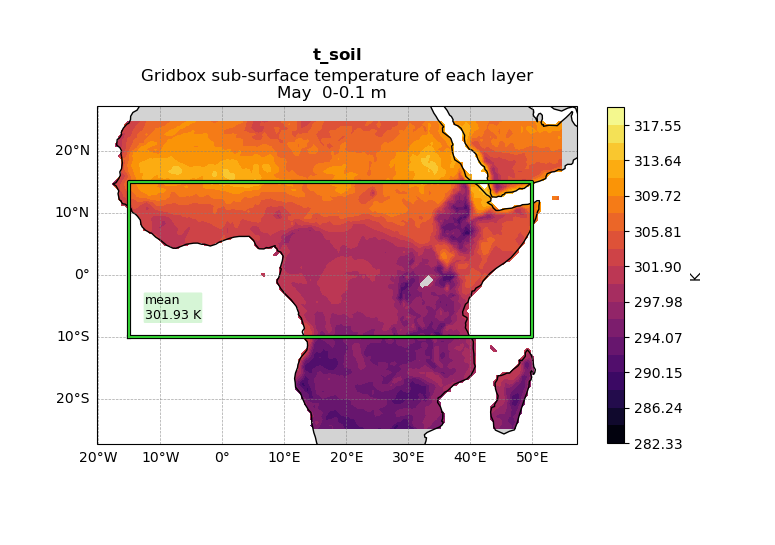 t_soil
Gridbox sub-surface temperature of each layer
May  0-0.1 m
20°N
10°N
0°
10°S
20°S
20°W
10°W
0°
10°E
20°E
30°E
40°E
50°E
mean
301.93 K
317.55
313.64
309.72
305.81
301.90
297.98
294.07
290.15
286.24
282.33
K